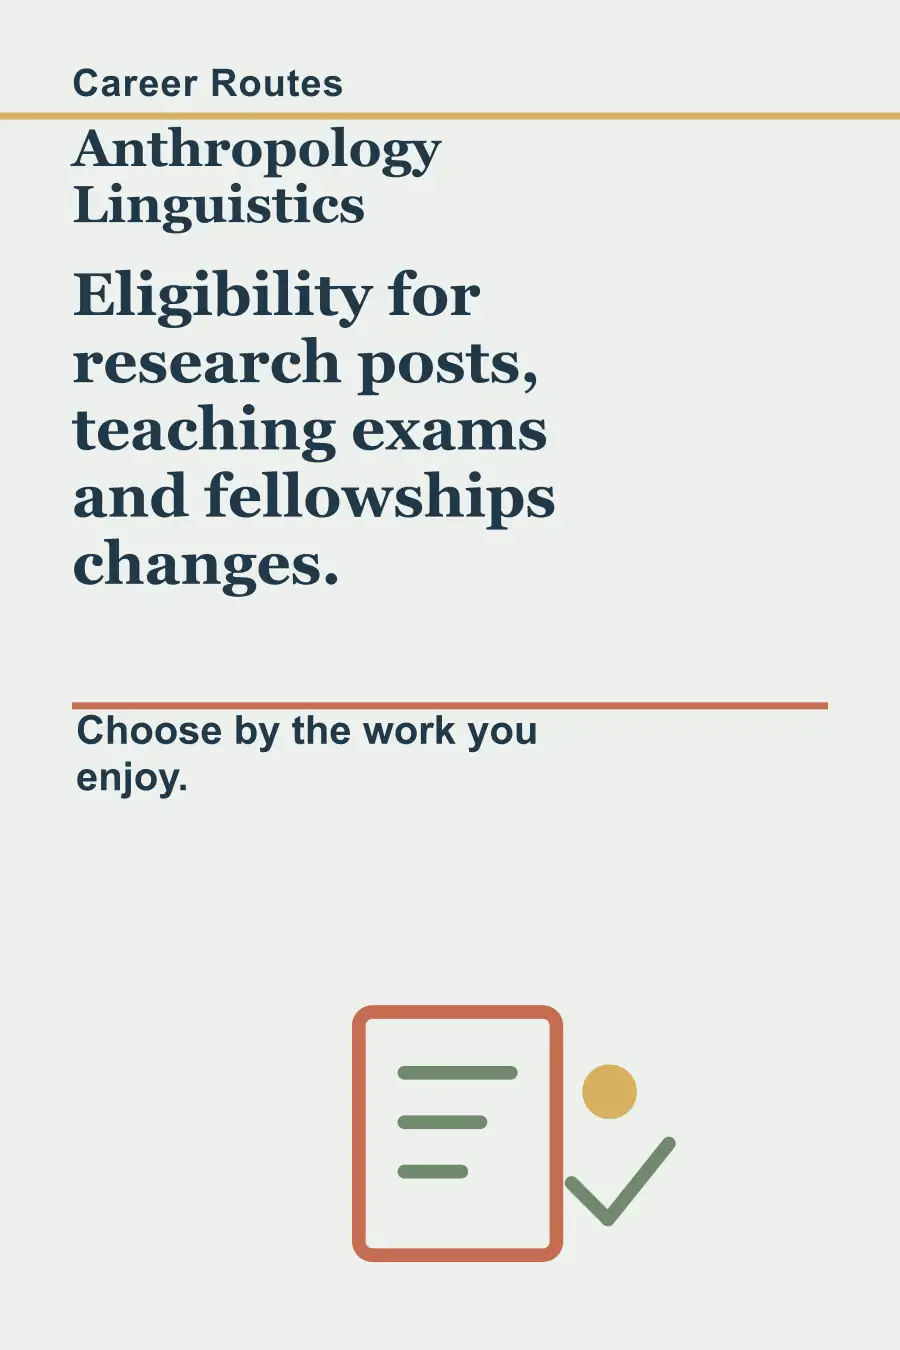 Career Routes
Anthropology
Linguistics
Eligibility for
research posts,
teaching exams
and fellowships
changes.
Choose by the work you
enjoy.